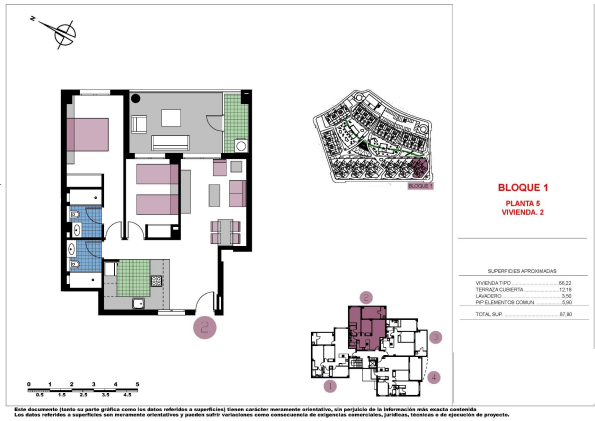 N
BLOQUE 1
BLOQUE 1
PLANTA 5
VIVIENDA. 2
SUPERFICIES APROXIMADAS
VIVIENDA TIPO 66,22
TERRAZA CUBIERTA 12,18
LAVADERO 3,50
P/P ELEMENTOS COMUN. 5,90
TOTAL SUP. 87,80
2
2
3
1
4
0 1 2 3 4 5
0.5 1.5 2.5 3.5 4.5
Este documento (tanto su parte gráfica como los datos referidos a superficies) tienen carácter meramente orientativo, sin perjuicio de la información más exacta contenida
Los datos referidos a superficies son meramente orientativos y pueden sufrir variaciones como consecuencia de exigencias comerciales, jurídicas, técnicas o de ejecución de proyecto.